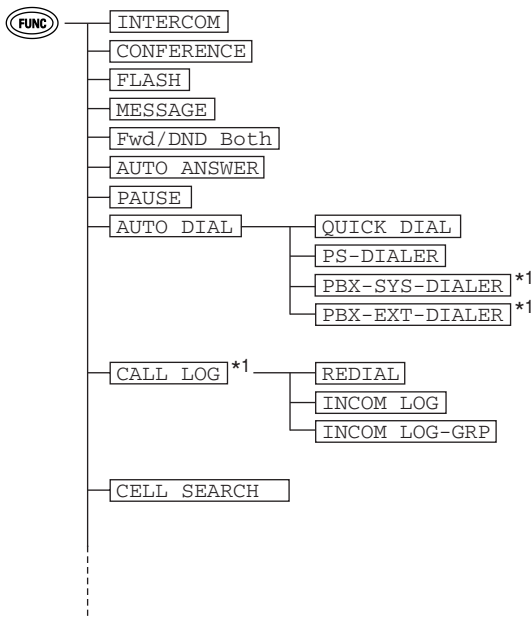 FUNC
INTERCOM
CONFERENCE
FLASH
MESSAGE
Fwd/DND Both
AUTO ANSWER
PAUSE
AUTO DIAL
QUICK DIAL
PS-DIALER
PBX-SYS-DIALER *1
PBX-EXT-DIALER *1
CALL LOG *1
REDIAL
INCOM LOG
INCOM LOG-GRP
CELL SEARCH